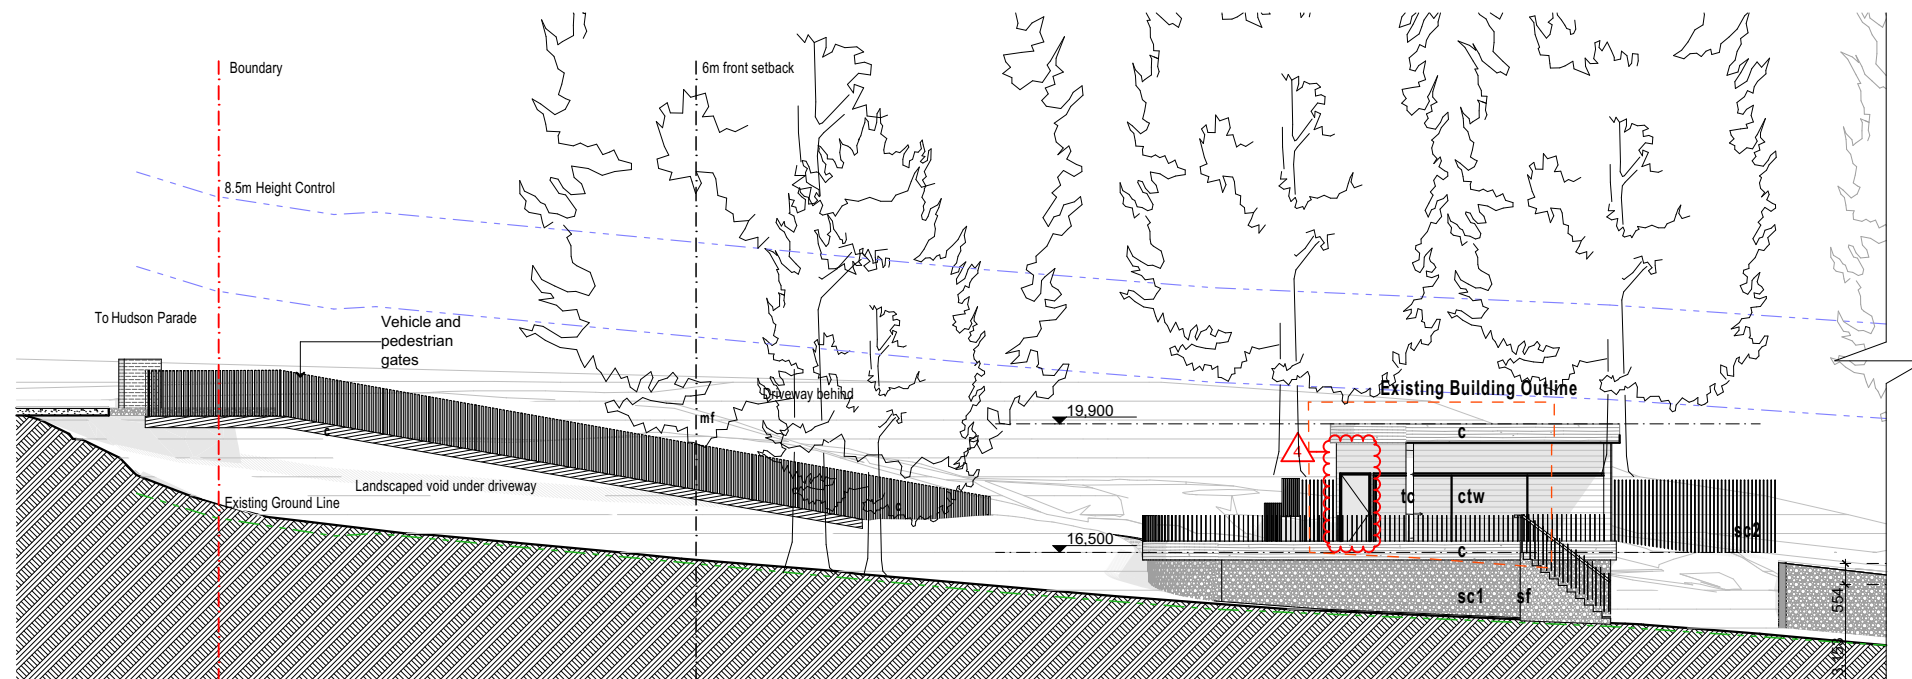 Boundary
6m front setback
8.5m Height Control
To Hudson Parade
Vehicle and
pedestrian
gates
Driveway behind
Existing Building Outline
mf
19,900
c
c
4
Landscaped void under driveway
tc
ctw
c
Existing Ground Line
sc2
16,500
c
sc1
sf
554
3,153